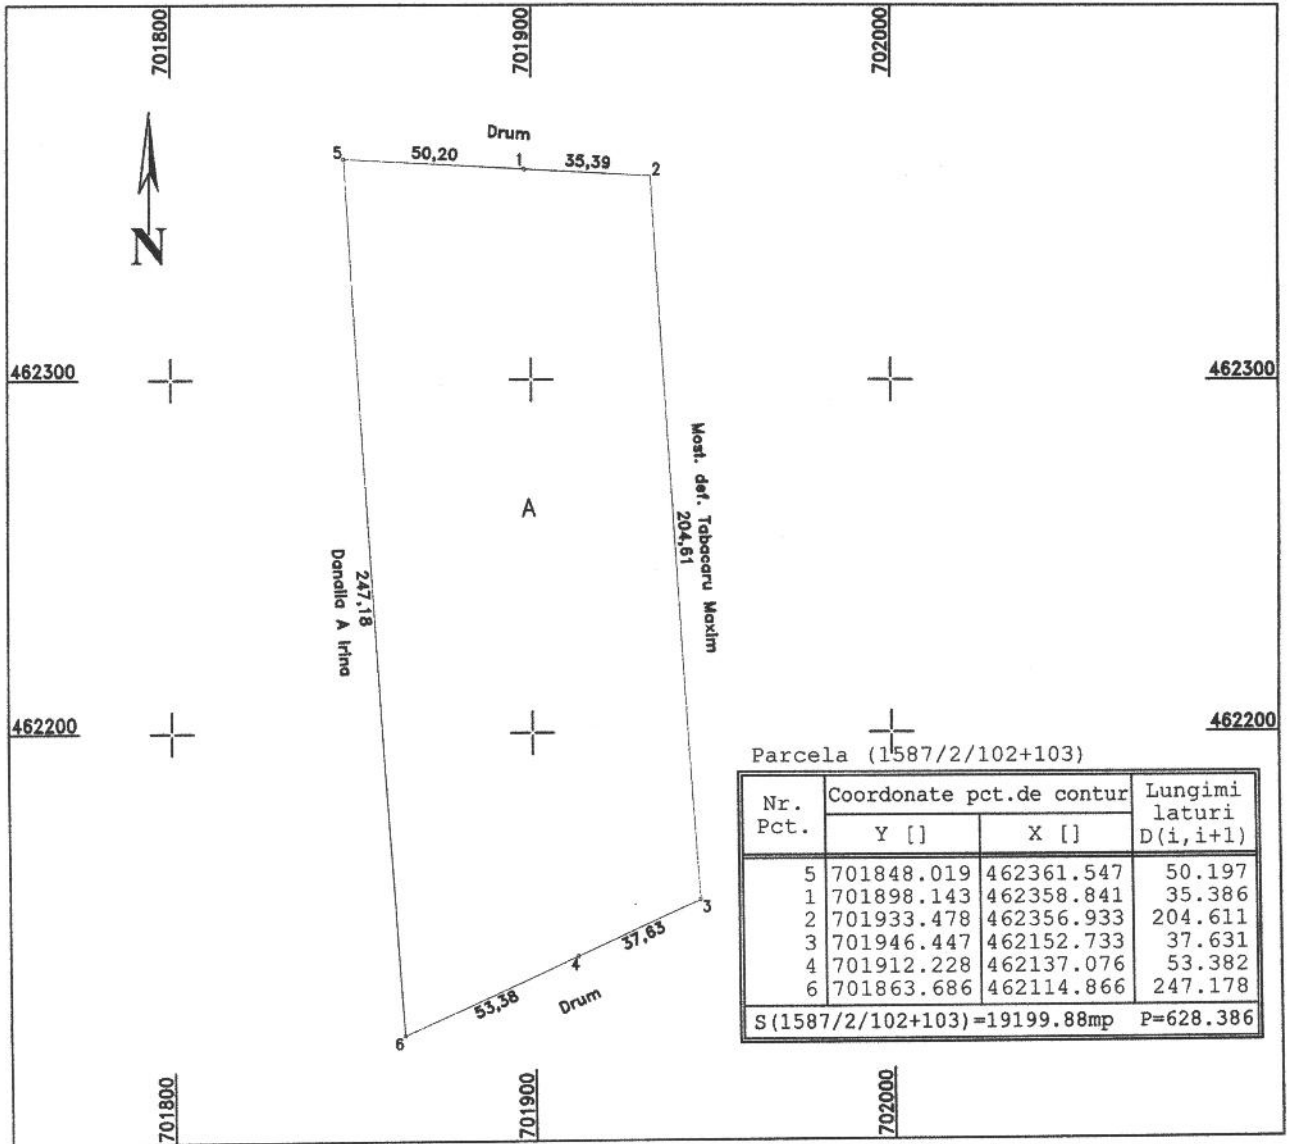 701800
701900
702000
N
Drum
5
50,20
1
35,39
2
462300
462300
Most. def. Tabacaru Maxim
204,61
A
247,18
Danaila A Irina
462200
462200
3
37,63
4
53,38
Drum
6
Parcela (1587/2/102+103)
Nr. Pct. Coordonate pct.de contur Lungimi laturi D(i,i+1)
Y [] X []
5 701848.019 462361.547 50.197
1 701898.143 462358.841 35.386
2 701933.478 462356.933 204.611
3 701946.447 462152.733 37.631
4 701912.228 462137.076 53.382
6 701863.686 462114.866 247.178
S(1587/2/102+103)=19199.88mp P=628.386
701800
701900
702000